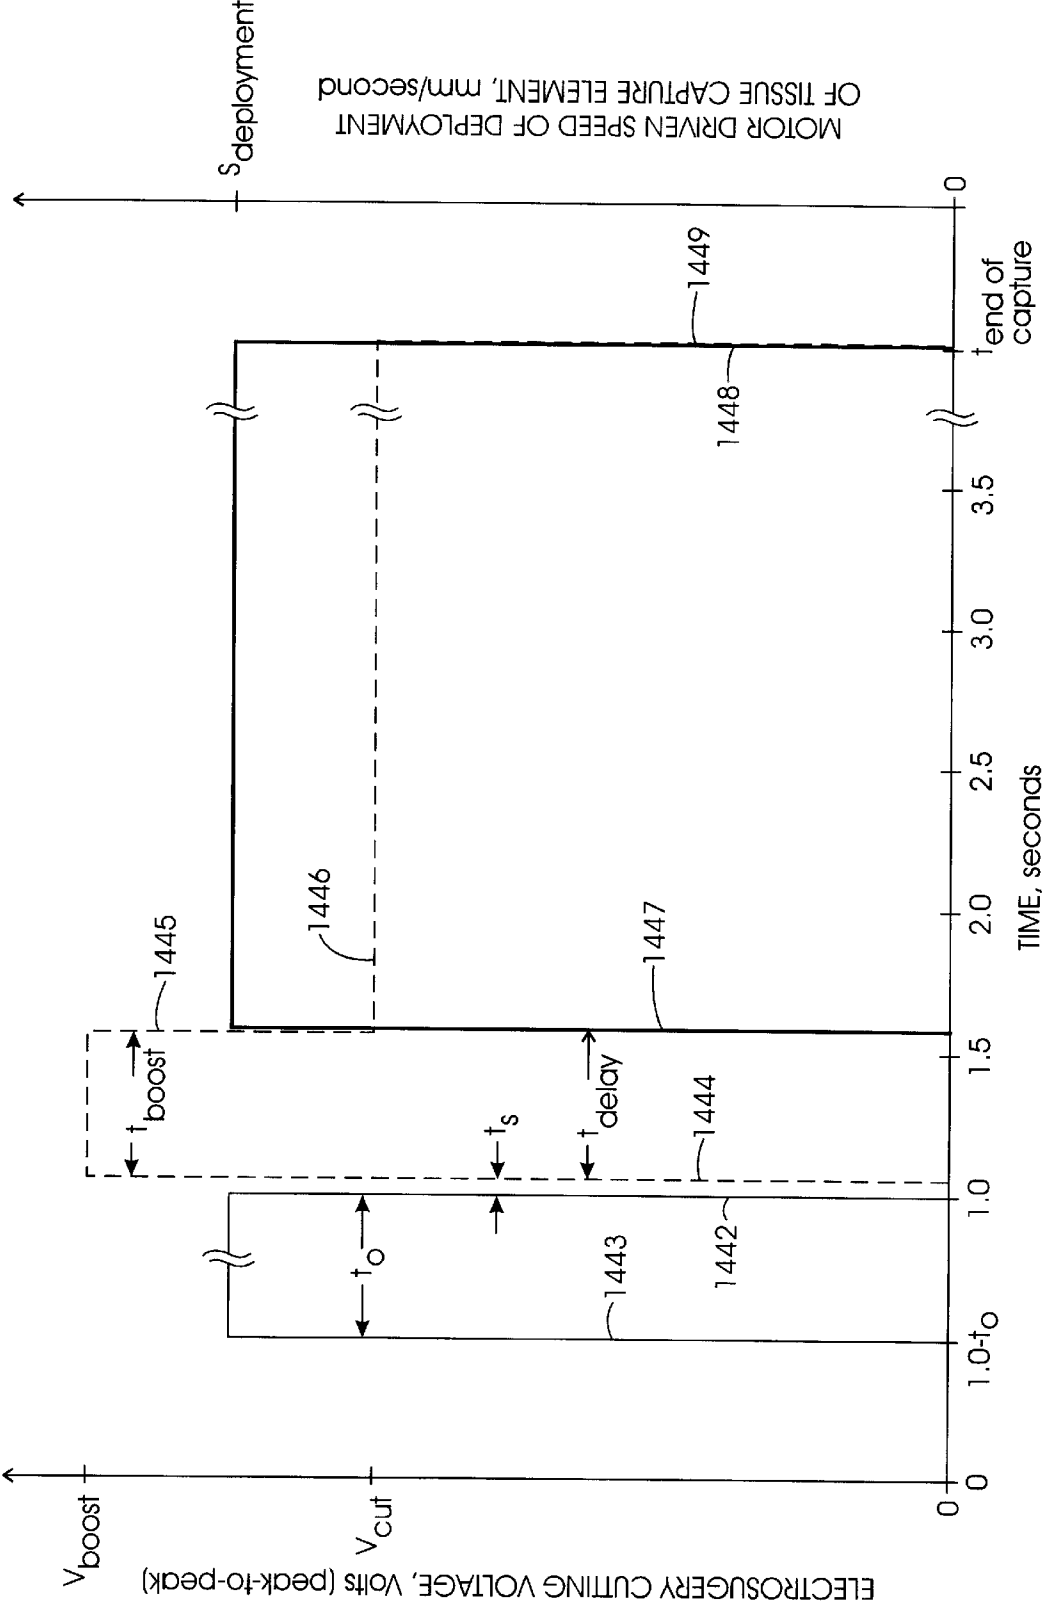 ELECTROSUGERY CUTTING VOLTAGE, Volts (peak-to-peak)
Vboost
Vcut
0
tboost
1445
Sdeployment
MOTOR DRIVEN SPEED OF DEPLOYMENT
OF TISSUE CAPTURE ELEMENT, mm/second
to
1446
ts
tdelay
1443
1442
1444
1447
1448
1449
0
0
1.0-to
1.0
1.5
2.0
2.5
3.0
3.5
tend of
capture
TIME, seconds